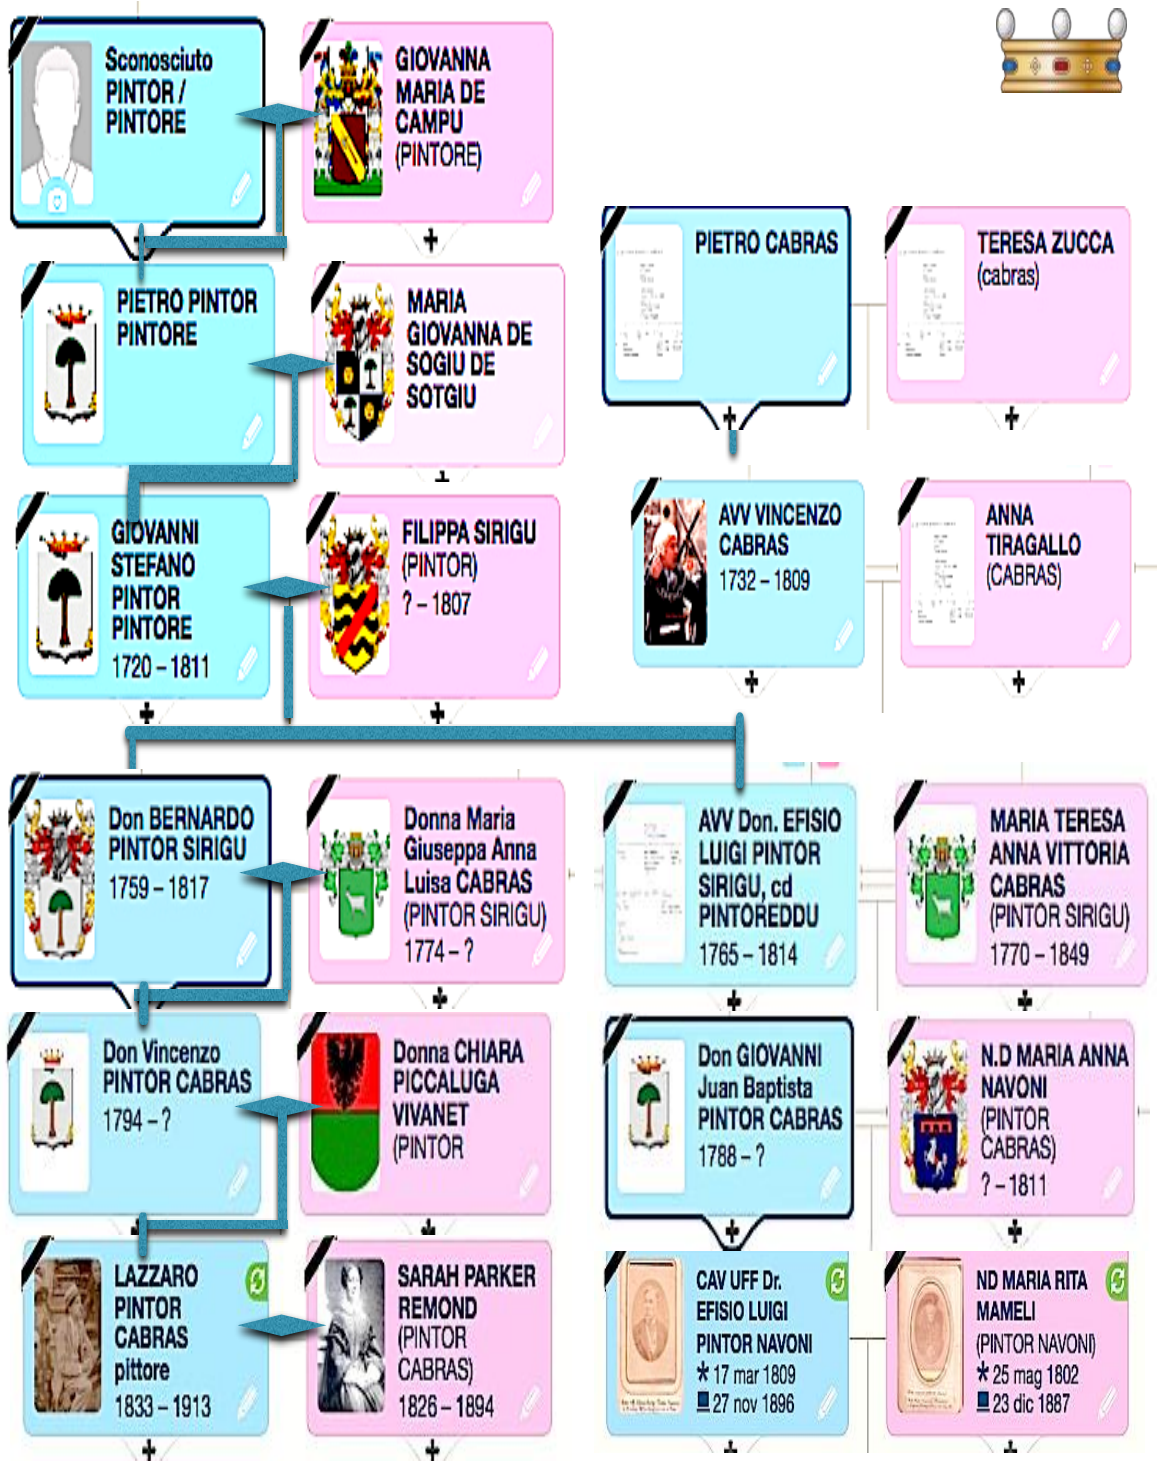 Sconosciuto
PINTOR /
PINTORE
GIOVANNA
MARIA DE
CAMPU
(PINTORE)
PIETRO CABRAS
TERESA ZUCCA
(cabras)
PIETRO PINTOR
PINTORE
MARIA
GIOVANNA DE
SOGIU DE
SOTGIU
AVV VINCENZO
CABRAS
1732 – 1809
ANNA
TIRAGALLO
(CABRAS)
GIOVANNI
STEFANO
PINTOR
PINTORE
1720 – 1811
FILIPPA SIRIGU
(PINTOR)
? – 1807
Don BERNARDO
PINTOR SIRIGU
1759 – 1817
Donna Maria
Giuseppa Anna
Luisa CABRAS
(PINTOR SIRIGU)
1774 – ?
AVV Don. EFISIO
LUIGI PINTOR
SIRIGU, cd
PINTOREDDU
1765 – 1814
MARIA TERESA
ANNA VITTORIA
CABRAS
(PINTOR SIRIGU)
1770 – 1849
Don Vincenzo
PINTOR CABRAS
1794 – ?
Donna CHIARA
PICCALUGA
VIVANET
(PINTOR
Don GIOVANNI
Juan Baptista
PINTOR CABRAS
1788 – ?
N.D MARIA ANNA
NAVONI
(PINTOR
CABRAS)
? – 1811
LAZZARO
PINTOR
CABRAS
pittore
1833 – 1913
SARAH PARKER
REMOND
(PINTOR
CABRAS)
1826 – 1894
CAV UFF Dr.
EFISIO LUIGI
PINTOR NAVONI
17 mar 1809
27 nov 1896
ND MARIA RITA
MAMELI
(PINTOR NAVONI)
25 mag 1802
23 dic 1887